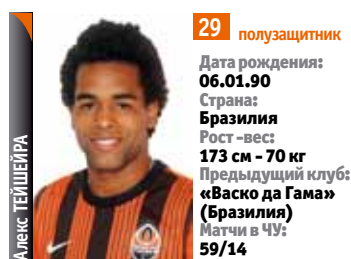 Алекс ТЕЙШЕЙРА
29 полузащитник
Дата рождения:
06.01.90
Страна:
Бразилия
Рост -вес:
173 см - 70 кг
Предыдущий клуб:
«Васко да Гама»
(Бразилия)
Матчи в ЧУ:
59/14